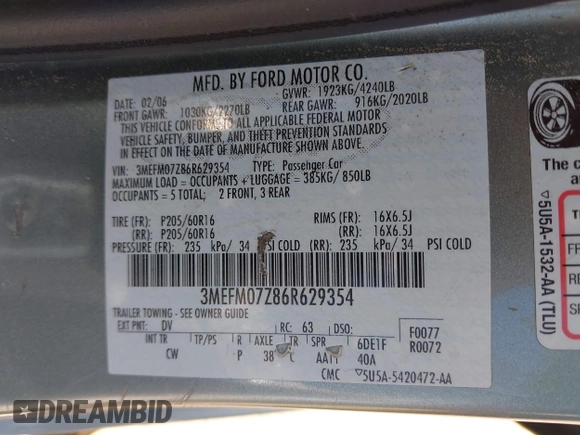 MFD. BY FORD MOTOR CO.
DATE: 02/06 GVWR: 1923KG/4240LB
FRONT GAWR: 1030KG/2270LB REAR GAWR: 916KG/2020LB
THIS VEHICLE CONFORMS TO ALL APPLICABLE FEDERAL MOTOR
VEHICLE SAFETY, BUMPER, AND THEFT PREVENTION STANDARDS
IN EFFECT ON THE DATE OF MANUFACTURE SHOWN ABOVE.
VIN: 3MEFM07Z86R629354 TYPE: Passenger Car
MAXIMUM LOAD = OCCUPANTS + LUGGAGE = 385KG/ 850LB
OCCUPANTS = 5 TOTAL; 2 FRONT, 3 REAR
TIRE (FR): P205/60R16 RIMS (FR): 16X6.5J
(RR): P205/60R16 (RR): 16X6.5J
PRESSURE (FR): 235 kPa/ 34 PSI COLD (RR): 235 kPa/ 34 PSI COLD
3MEFM07Z86R629354
TRAILER TOWING - SEE OWNER GUIDE
EXT PNT: DV RC: 63 DSO: F0077
INT TR TP/PS R AXLE TR SPR 6DE1F R0072
CW P 38 40A
CMC ▽5U5A-5420472-AA
The c
▽5U5A-1532-AA (TLU)
DREAMBID